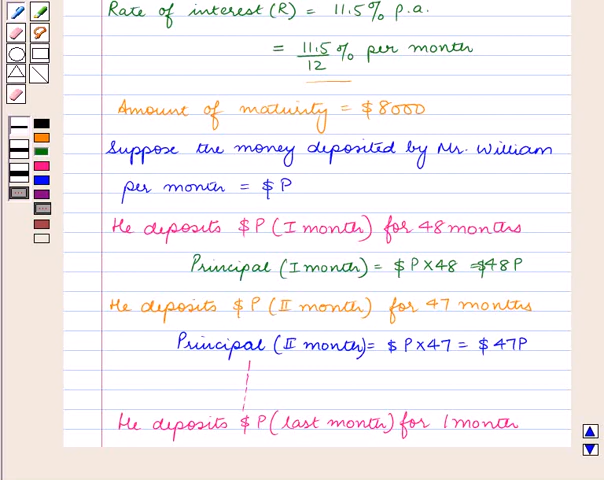 Rate of interest (R) = 11.5% p.a.
= 11.5/12 % per month
Amount of maturity = $8000
Suppose the money deposited by Mr. William
per month = $P
He deposits $P (I month) for 48 months
Principal (I month) = $P×48 = $48P
He deposits $P (II month) for 47 months
Principal (II month) = $P×47 = $47P
He deposits $P (last month) for 1 month